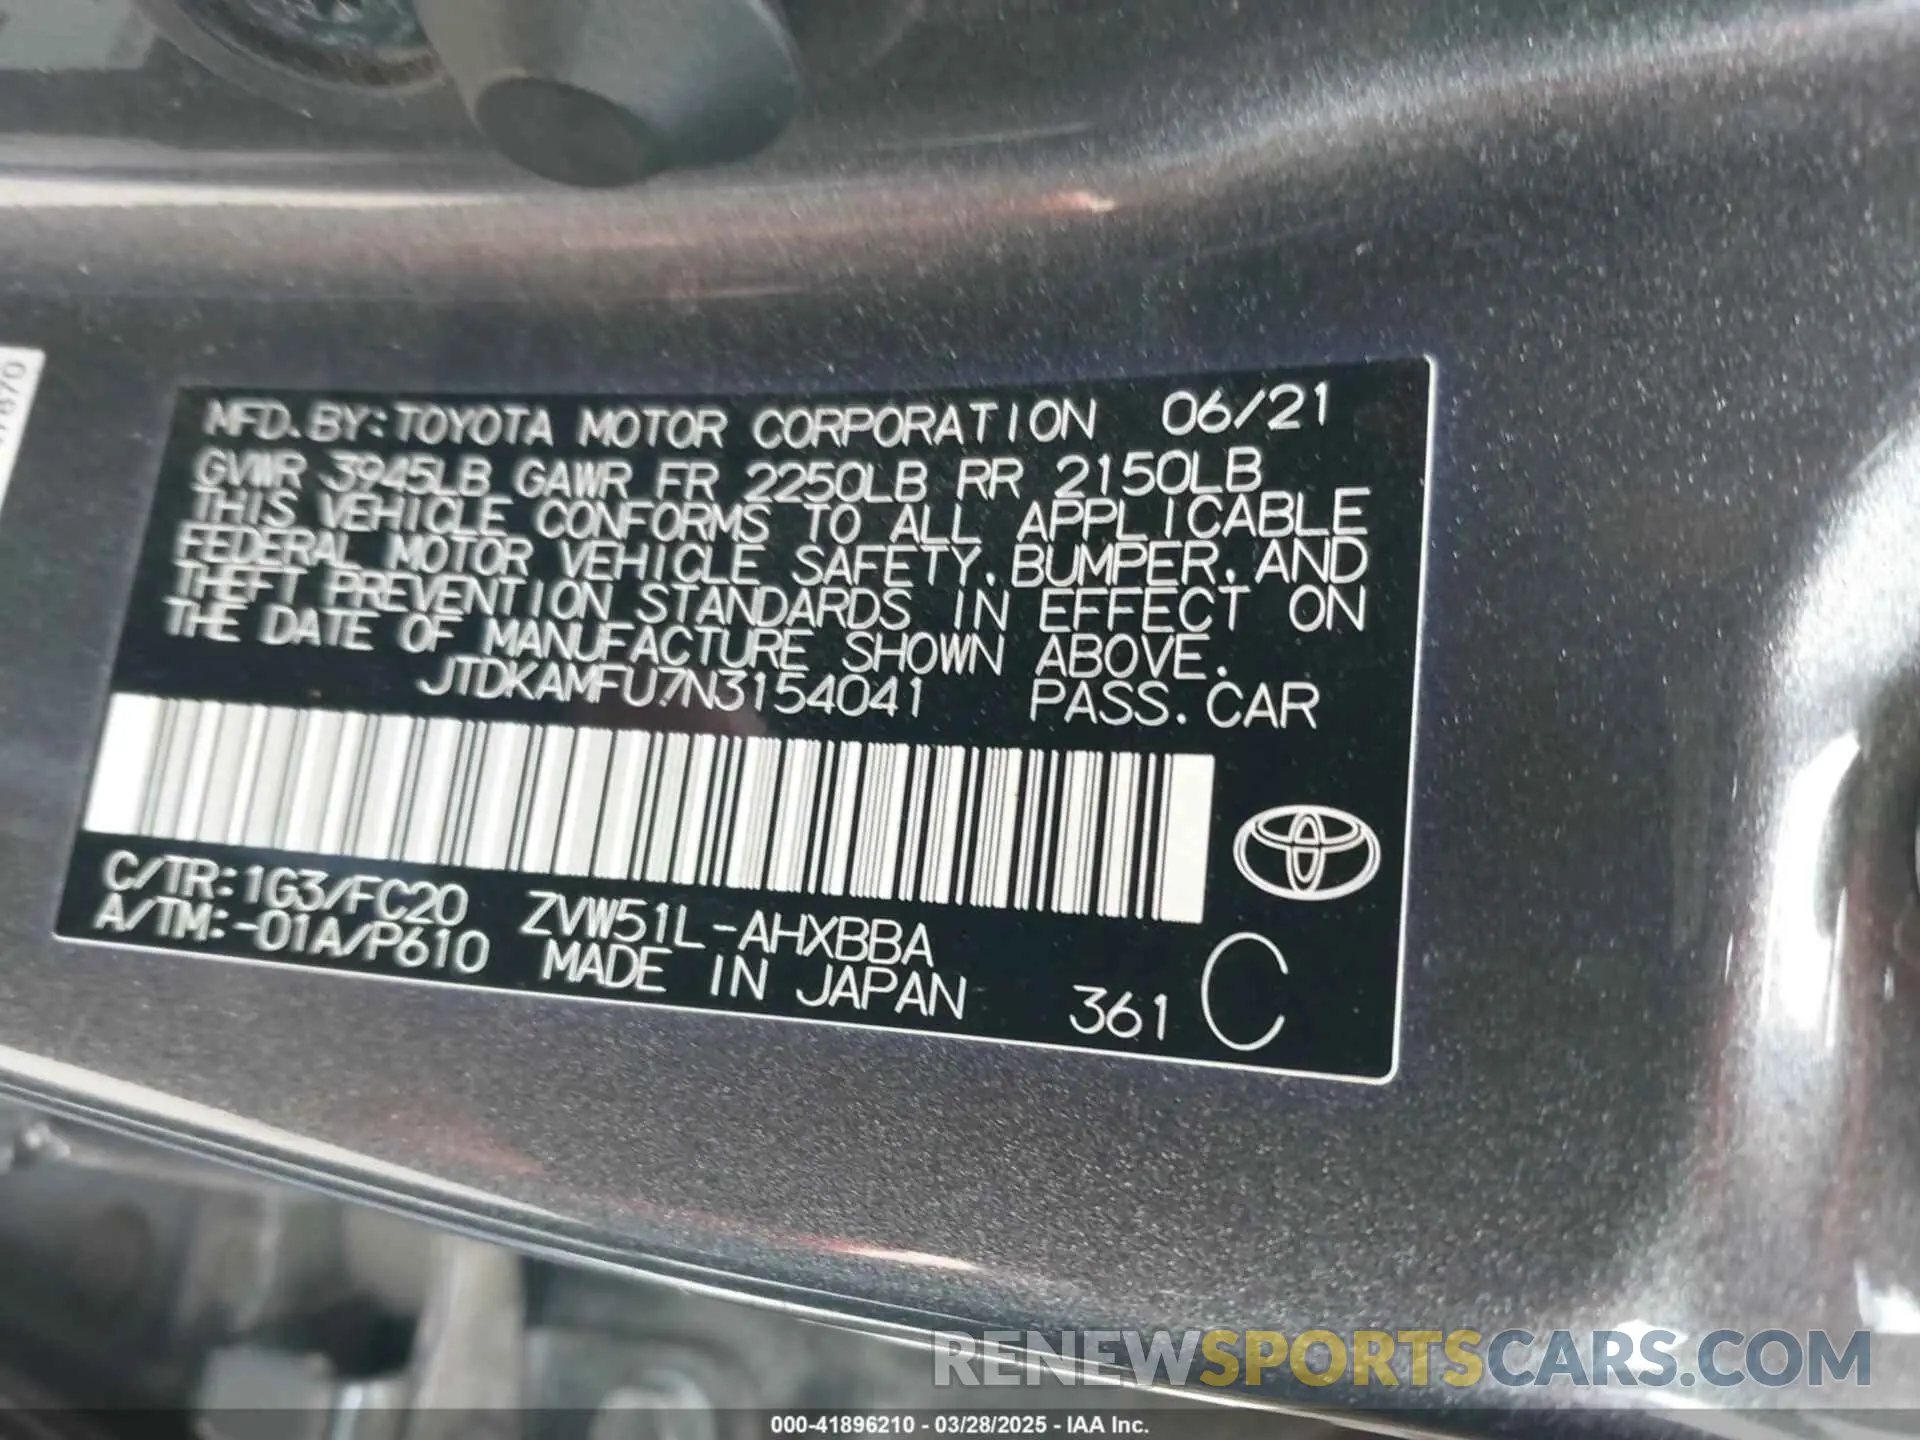 MFD. BY: TOYOTA MOTOR CORPORATION 06/21
GVWR 3945LB GAWR FR 2250LB RR 2150LB
THIS VEHICLE CONFORMS TO ALL APPLICABLE
FEDERAL MOTOR VEHICLE SAFETY, BUMPER, AND
THEFT PREVENTION STANDARDS IN EFFECT ON
THE DATE OF MANUFACTURE SHOWN ABOVE.
JTDKAMFU7N3154041 PASS. CAR
C/TR: 1G3/FC20 ZVW51L-AHXBBA
A/TM: -01A/P610 MADE IN JAPAN 361 C
RENEWSPORTSCARS.COM
000-41896210 - 03/28/2025 - IAA Inc.